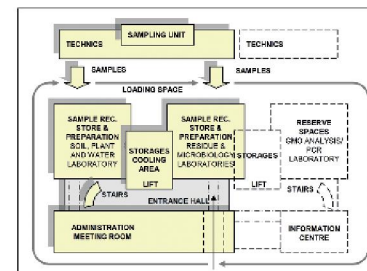 SAMPLING UNIT
TECHNICS
TECHNICS
SAMPLES
SAMPLES
LOADING SPACE
SAMPLE REC.
STORE &
PREPARATION
SOIL, PLANT
AND WATER
LABORATORY
STORAGES
COOLING
AREA
LIFT
SAMPLE REC.
STORE &
PREPARATION
RESIDUE &
MICROBIOLOGY
LABORATORIES
STORAGES
LIFT
RESERVE
SPACES
GMO ANALYSIS/
PCR
LABORATORY
STAIRS
STAIRS
ENTRANCE HALL
ADMINISTRATION
MEETING ROOM
INFORMATION
CENTRE